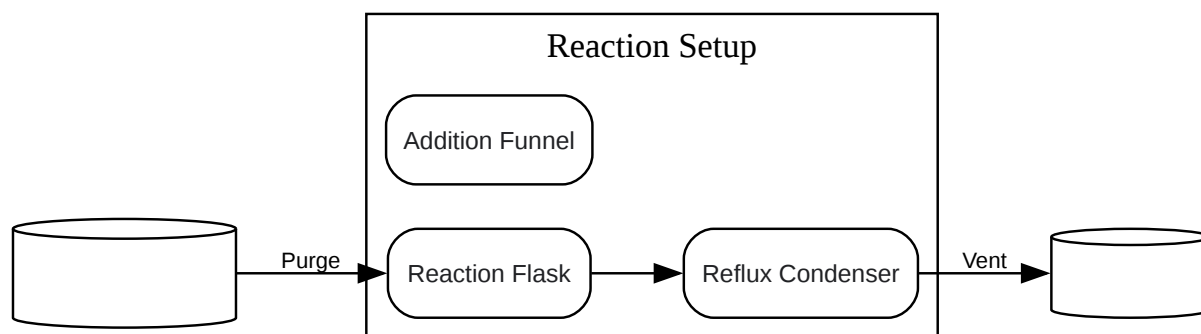 Reaction Setup
Addition Funnel
Purge
Reaction Flask
Reflux Condenser
Vent